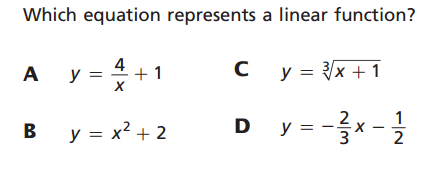 Which equation represents a linear function?
A y = 4/x + 1
C y = ∛(x + 1)
B y = x² + 2
D y = -2/3x - 1/2